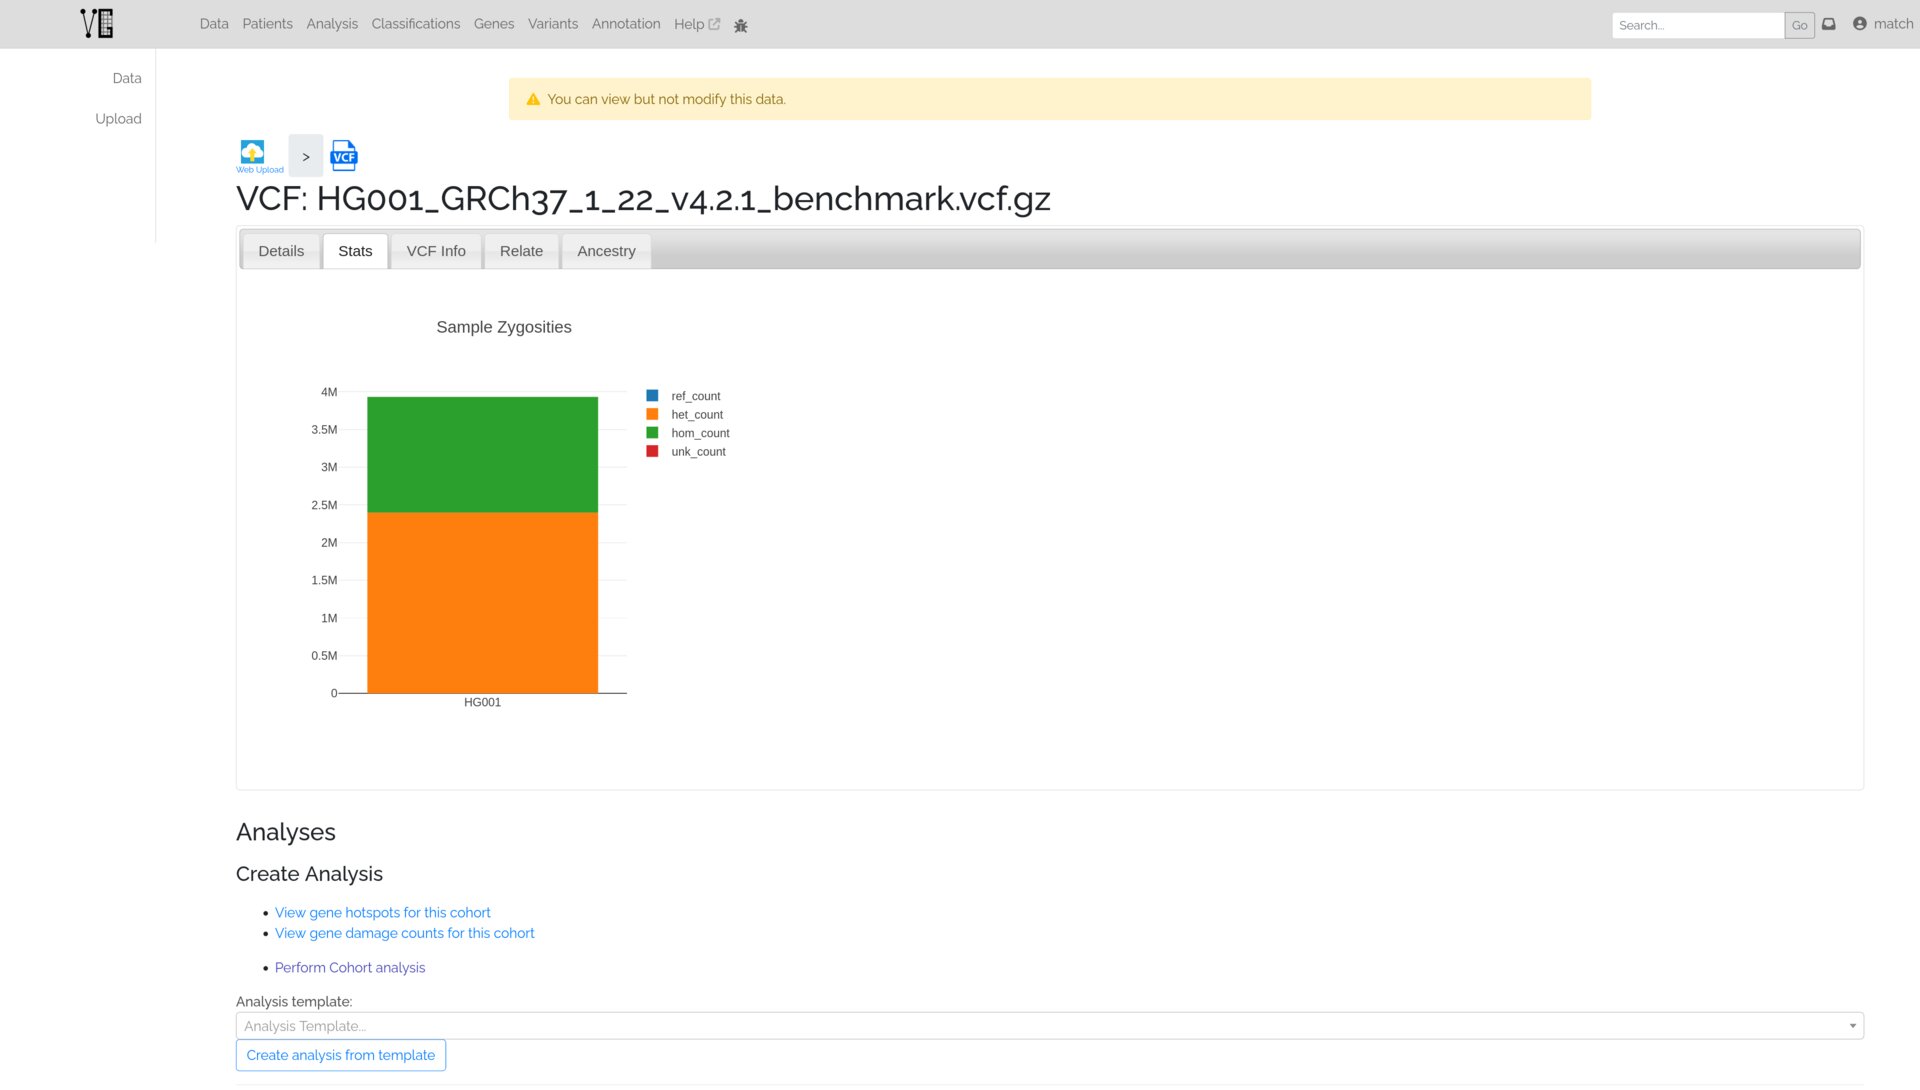 VG
Data Patients Analysis Classifications Genes Variants Annotation Help
Search... Go match
Data
Upload
You can view but not modify this data.
Web Upload > VCF
VCF: HG001_GRCh37_1_22_v4.2.1_benchmark.vcf.gz
Details Stats VCF Info Relate Ancestry
Sample Zygosities
4M
3.5M
3M
2.5M
2M
1.5M
1M
0.5M
0
HG001
ref_count
het_count
hom_count
unk_count
Analyses
Create Analysis
View gene hotspots for this cohort
View gene damage counts for this cohort
Perform Cohort analysis
Analysis template:
Analysis Template...
Create analysis from template